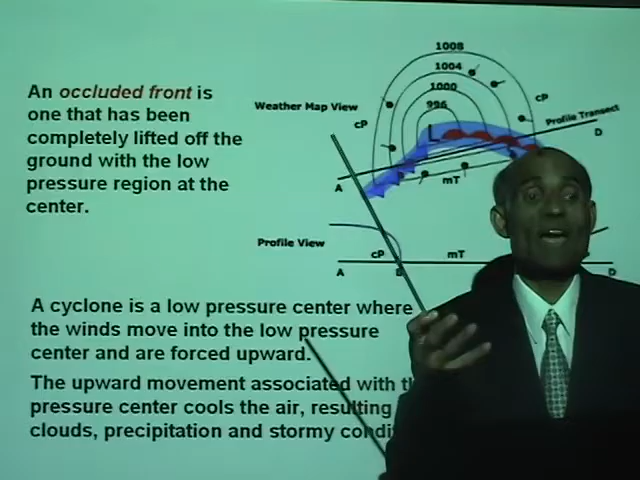 An occluded front is
one that has been
completely lifted off the
ground with the low
pressure region at the
center.
1008
1004
1000
996
Weather Map View
cP
cP
L
Profile Transect
D
A
mT
Profile View
cP
mT
A
B
D
A cyclone is a low pressure center where
the winds move into the low pressure
center and are forced upward.
The upward movement associated with
pressure center cools the air, resulting
clouds, precipitation and stormy